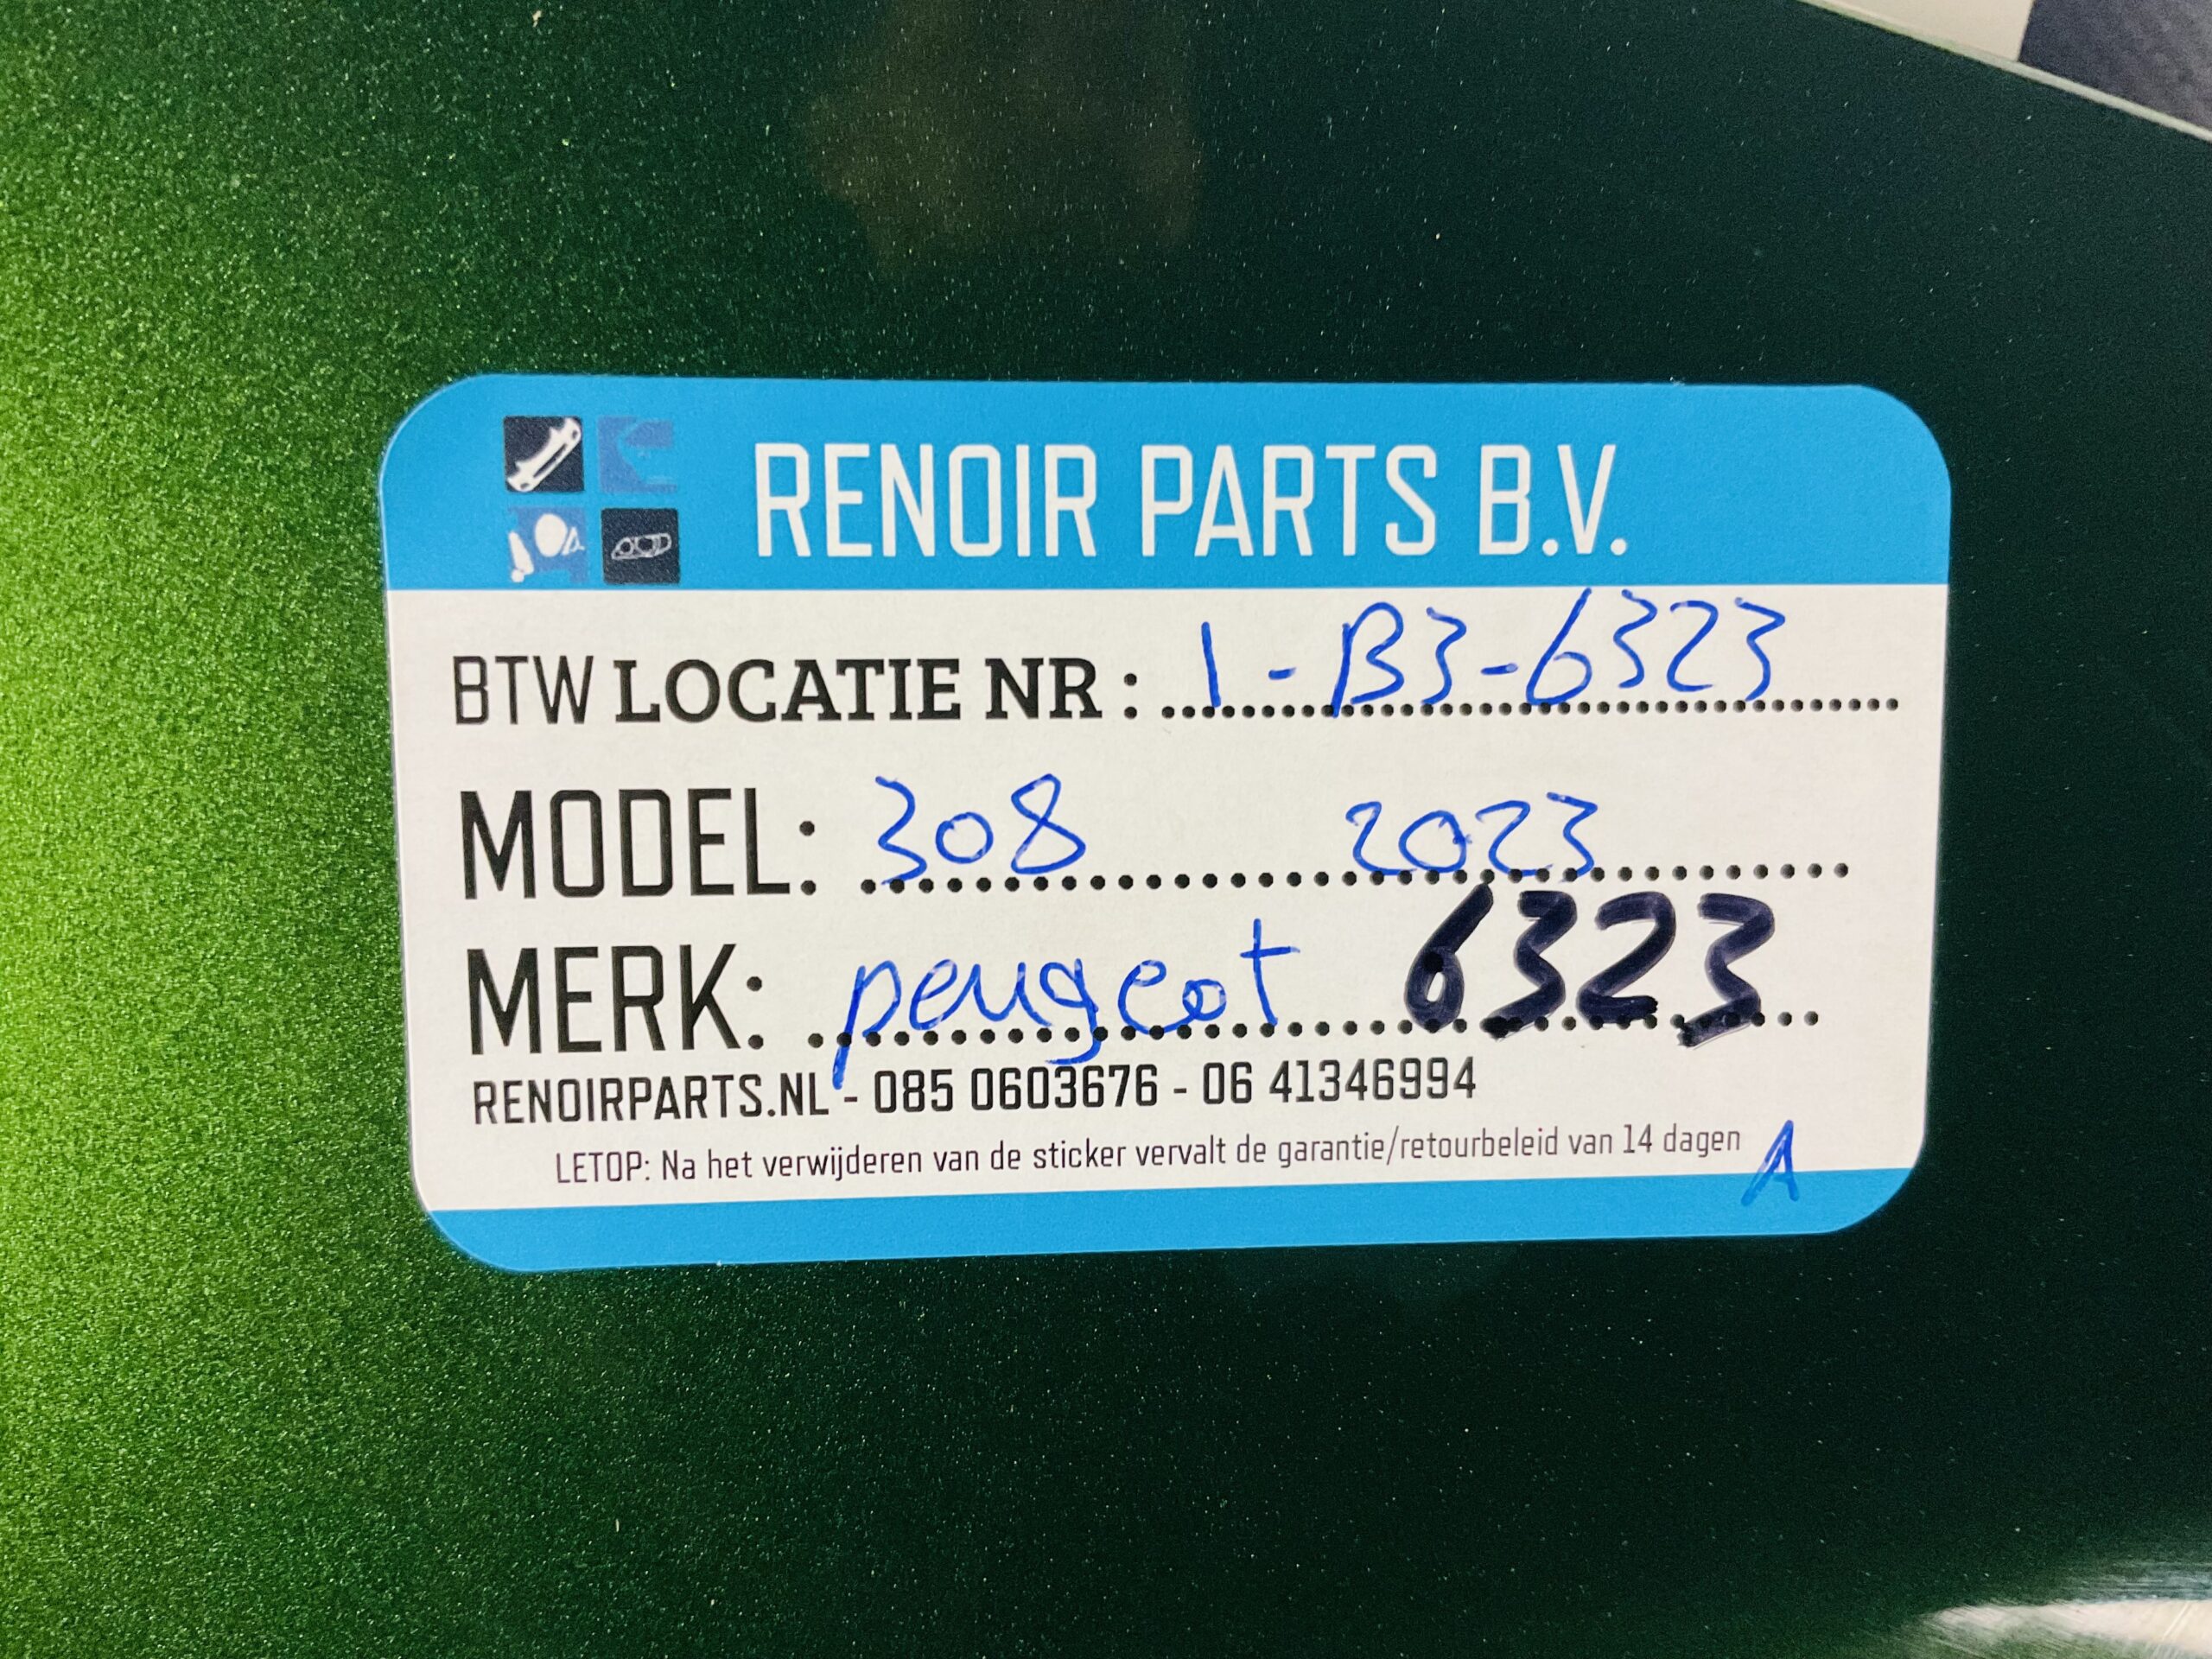 RENOIR PARTS B.V.
BTW LOCATIE NR : 1-B3-6323
MODEL: 308 2023
MERK: peugeot 6323
RENOIRPARTS.NL - 085 0603676 - 06 41346994
LETOP: Na het verwijderen van de sticker vervalt de garantie/retourbeleid van 14 dagen A